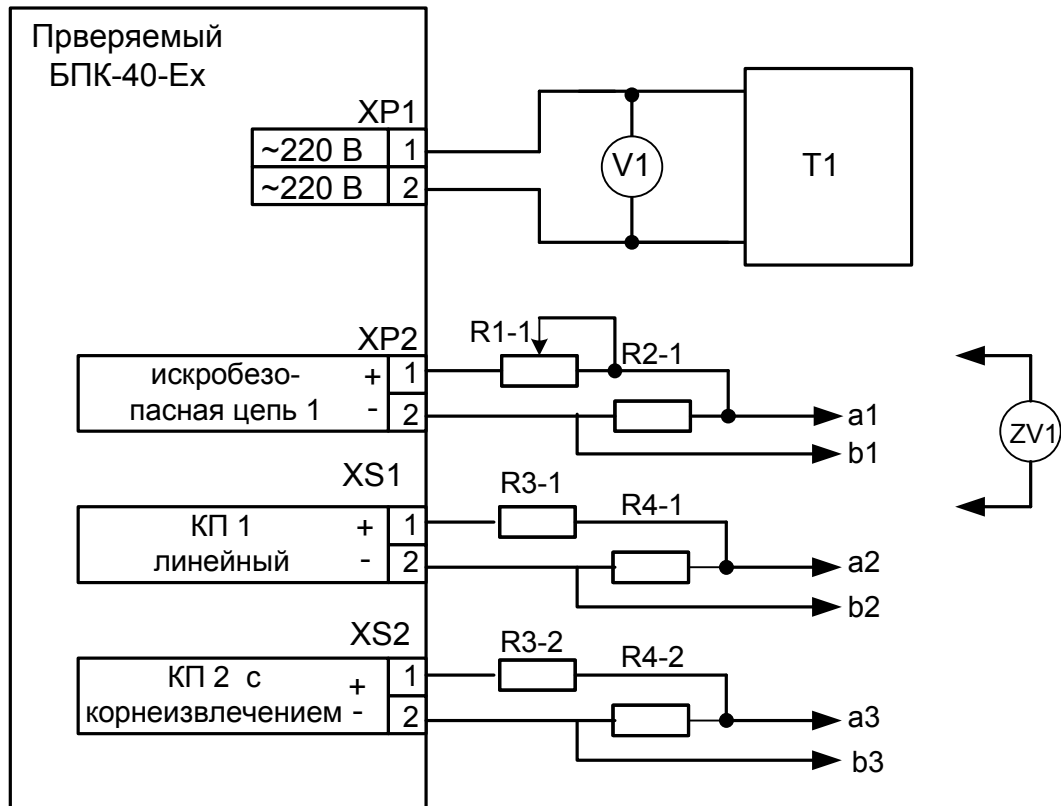 Прверяемый
БПК-40-Ех
XP1
~220 В 1
~220 В 2
V1
T1
XP2
искробезо-
пасная цепь 1
+ 1
- 2
R1-1
R2-1
a1
b1
ZV1
XS1
КП 1
линейный
+ 1
- 2
R3-1
R4-1
a2
b2
XS2
КП 2 с
корнеизвлечением
+ 1
- 2
R3-2
R4-2
a3
b3